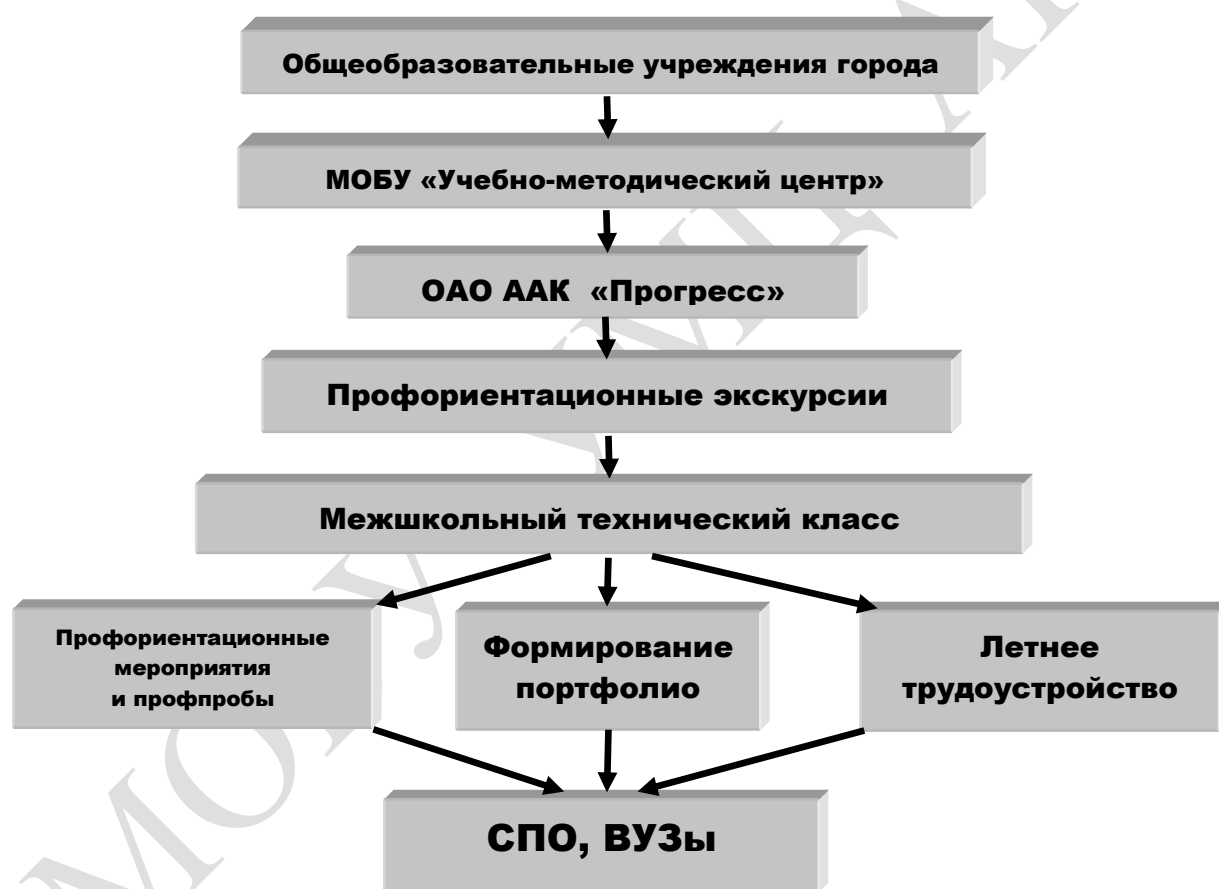 Общеобразовательные учреждения города
МОБУ «Учебно-методический центр»
ОАО ААК «Прогресс»
Профориентационные экскурсии
Межшкольный технический класс
Профориентационные
мероприятия
и профпробы
Формирование
портфолио
Летнее
трудоустройство
СПО, ВУЗы